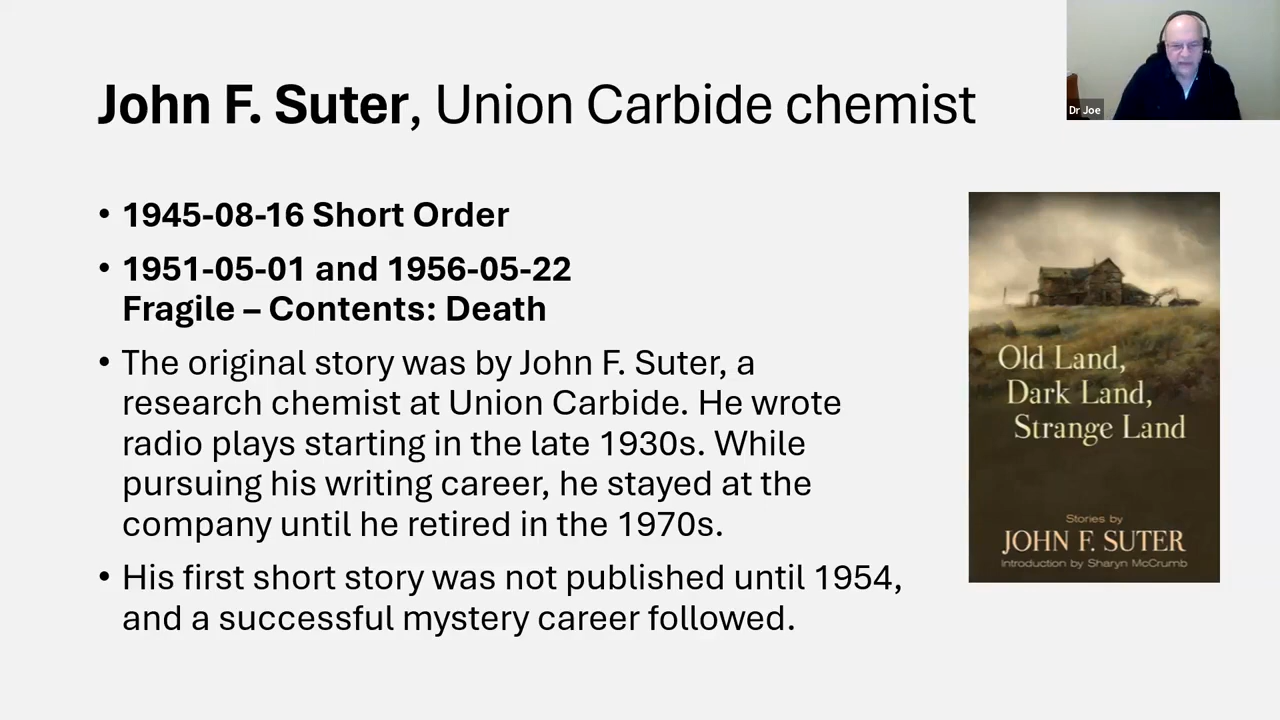 John F. Suter, Union Carbide chemist
Dr Joe
• 1945-08-16 Short Order
• 1951-05-01 and 1956-05-22
Fragile – Contents: Death
• The original story was by John F. Suter, a
research chemist at Union Carbide. He wrote
radio plays starting in the late 1930s. While
pursuing his writing career, he stayed at the
company until he retired in the 1970s.
• His first short story was not published until 1954,
and a successful mystery career followed.
Old Land,
Dark Land,
Strange Land
Stories by
JOHN F. SUTER
Introduction by Sharyn McCrumb